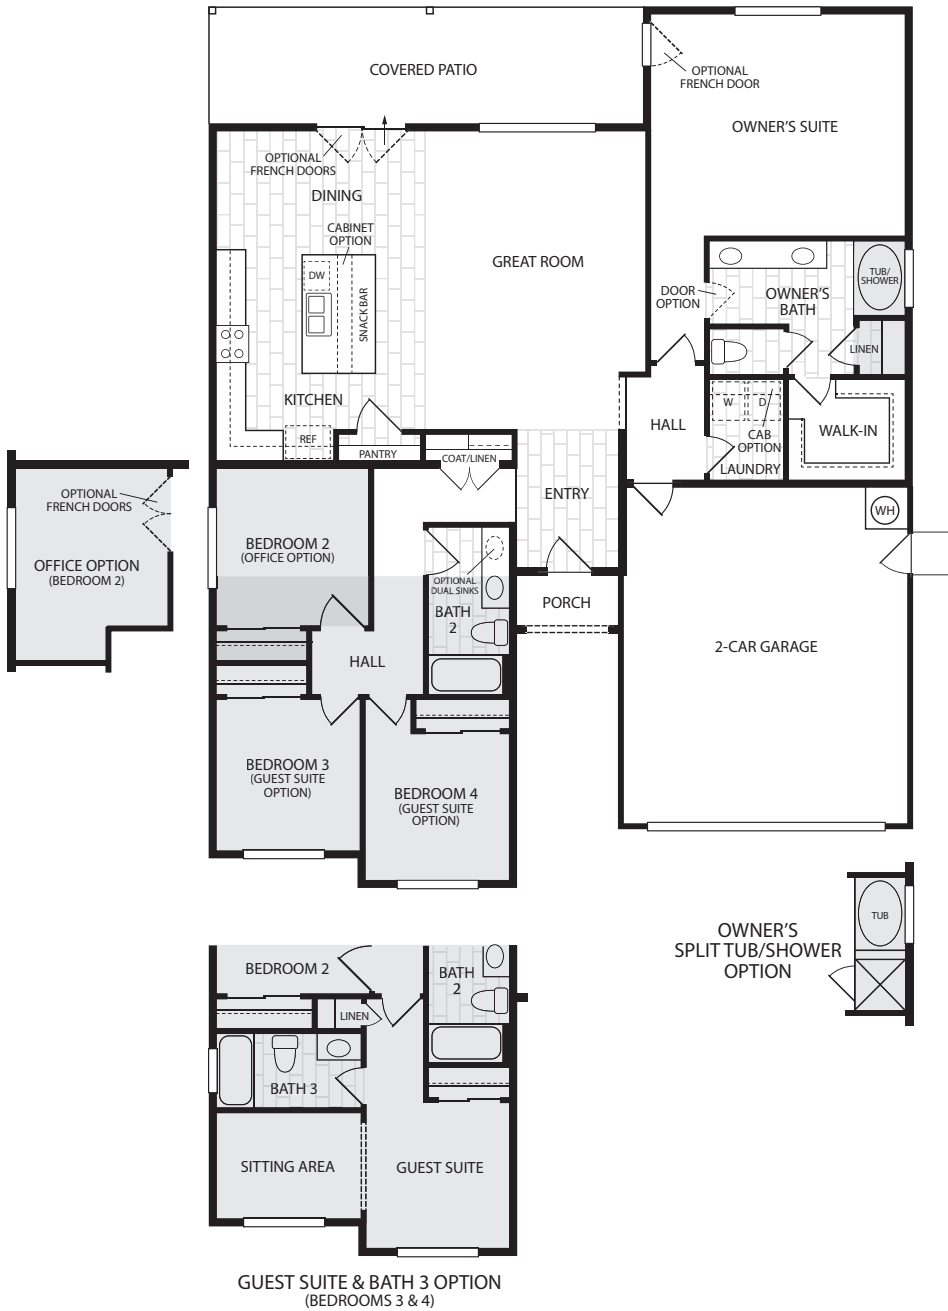 COVERED PATIO
OPTIONAL
FRENCH DOOR
OWNER'S SUITE
OPTIONAL
FRENCH DOORS
DINING
CABINET
OPTION
GREAT ROOM
DW
SNACK BAR
TUB/
SHOWER
DOOR
OPTION
OWNER'S
BATH
LINEN
KITCHEN
REF
PANTRY
COAT/LINEN
HALL
W
D
CAB
OPTION
LAUNDRY
WALK-IN
ENTRY
WH
OPTIONAL
FRENCH DOORS
OFFICE OPTION
(BEDROOM 2)
BEDROOM 2
(OFFICE OPTION)
OPTIONAL
DUAL SINKS
BATH
2
PORCH
HALL
2-CAR GARAGE
BEDROOM 3
(GUEST SUITE
OPTION)
BEDROOM 4
(GUEST SUITE
OPTION)
OWNER'S
SPLIT TUB/SHOWER
OPTION
TUB
BEDROOM 2
BATH
2
LINEN
BATH 3
SITTING AREA
GUEST SUITE
GUEST SUITE & BATH 3 OPTION
(BEDROOMS 3 & 4)